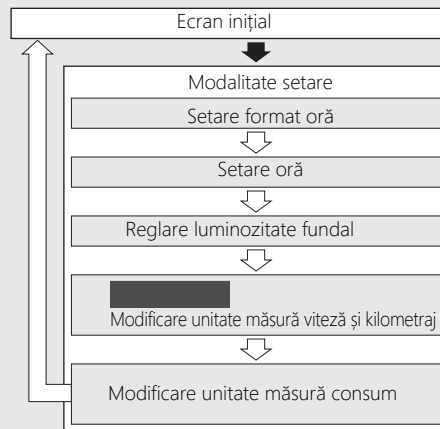 Ecran inițial
Modalitate setare
Setare format oră
Setare oră
Reglare luminozitate fundal
Modificare unitate măsură viteză și kilometraj
Modificare unitate măsură consum